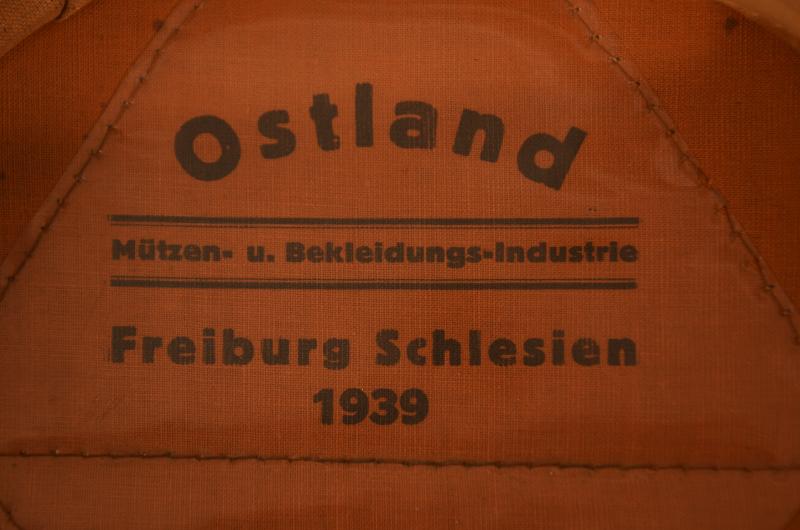 Ostland
Mützen- u. Bekleidungs-Industrie
Freiburg Schlesien
1939